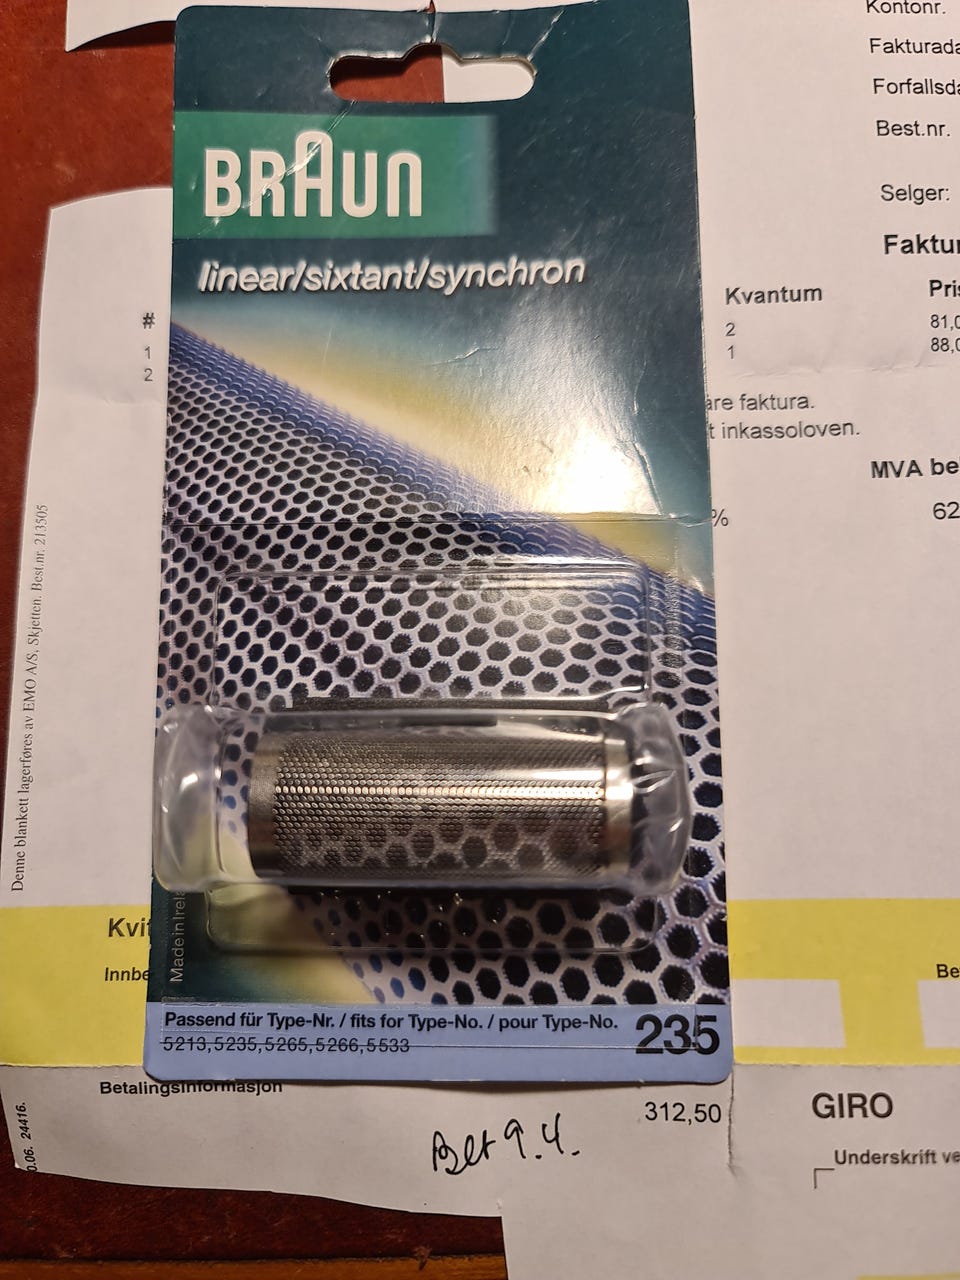 Kontonr.
Fakturada
Forfallsda
Best.nr.
Selger:
Faktur
BRAUN
linear/sixtant/synchron
Kvantum
Pris
#
1
2
2
81,0
1
88,0
åre faktura.
t inkassoloven.
MVA be
%
62
Denne blankett lagerføres av EMO A/S, Skjetten. Best.nr. 213505
Made in Irela
Kvit
Innbe
Be
Passend für Type-Nr. / fits for Type-No. / pour Type-No.
5213,5235,5265,5266,5533
235
Betalingsinformasjon
312,50
GIRO
Bet 9.4.
Underskrift ve
0.06. 24416.